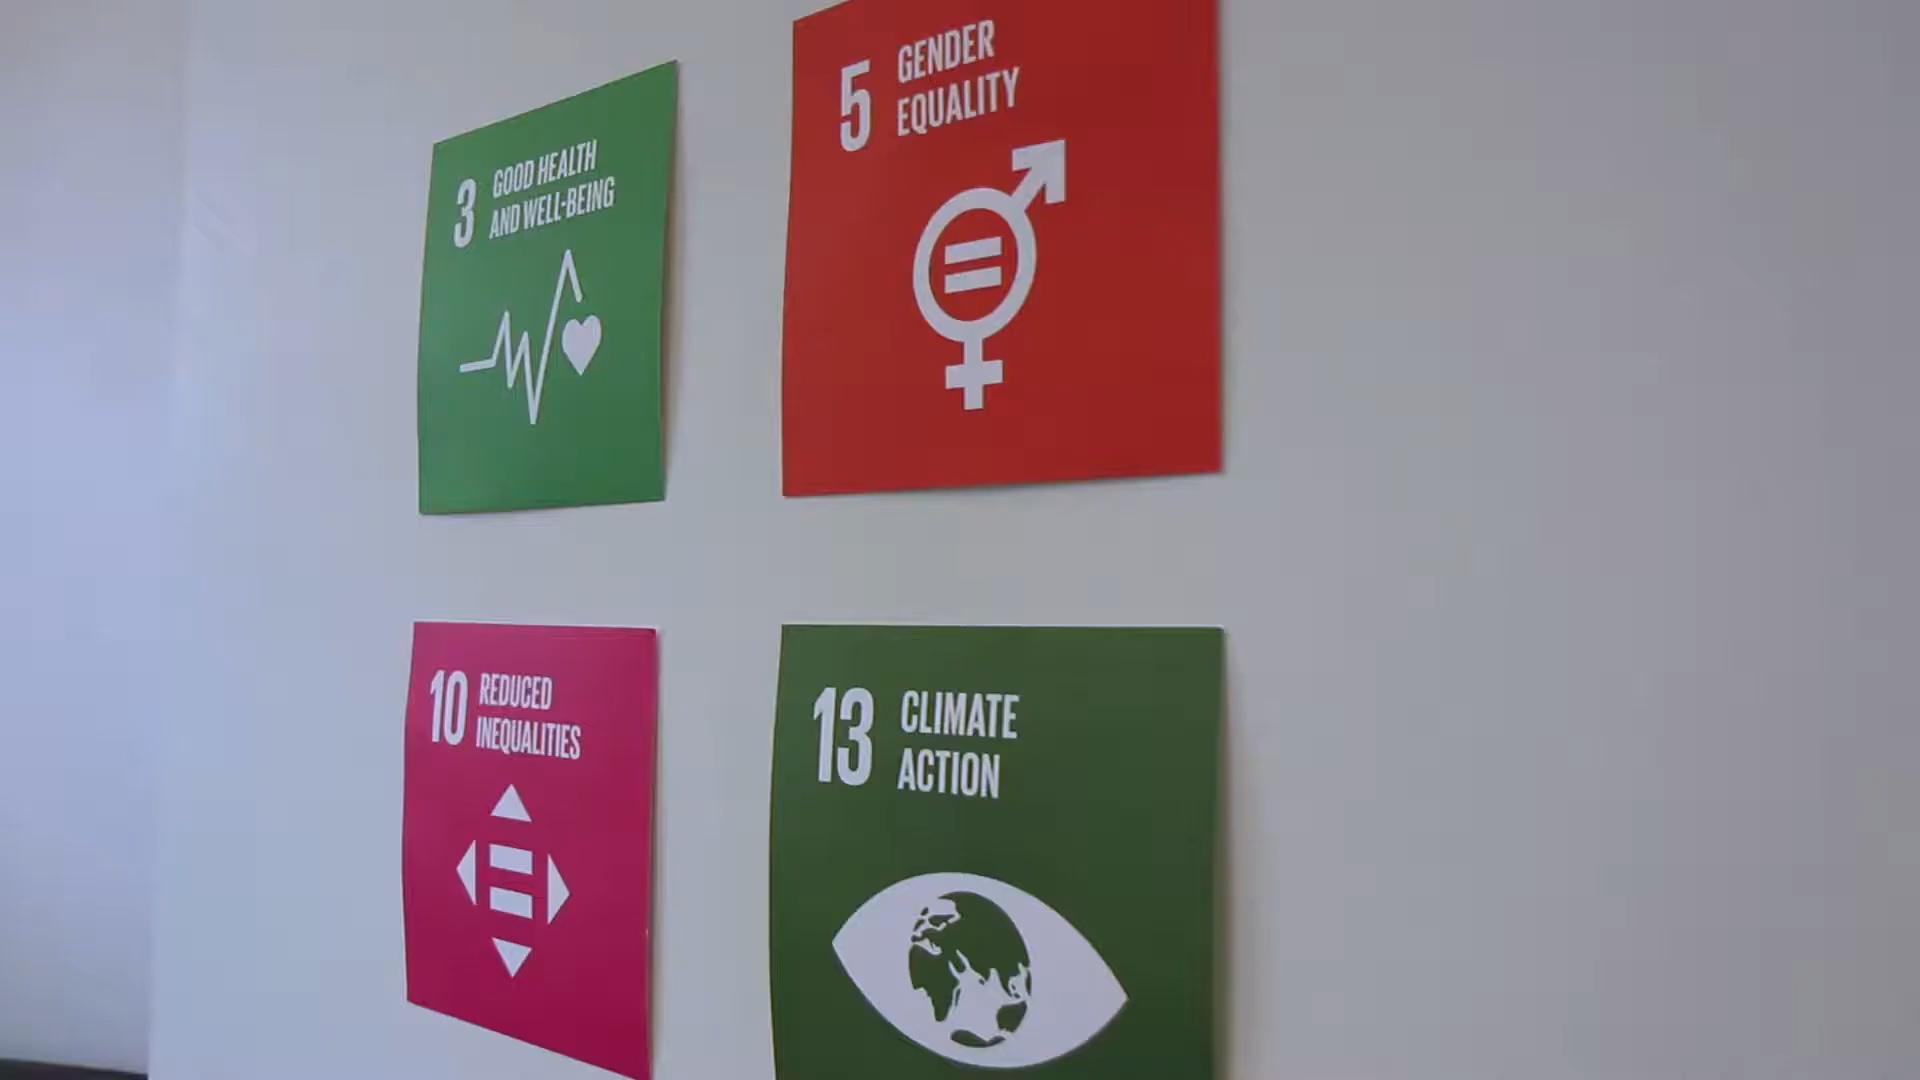 3
GOOD HEALTH
AND WELL-BEING
5
GENDER
EQUALITY
10
REDUCED
INEQUALITIES
13
CLIMATE
ACTION